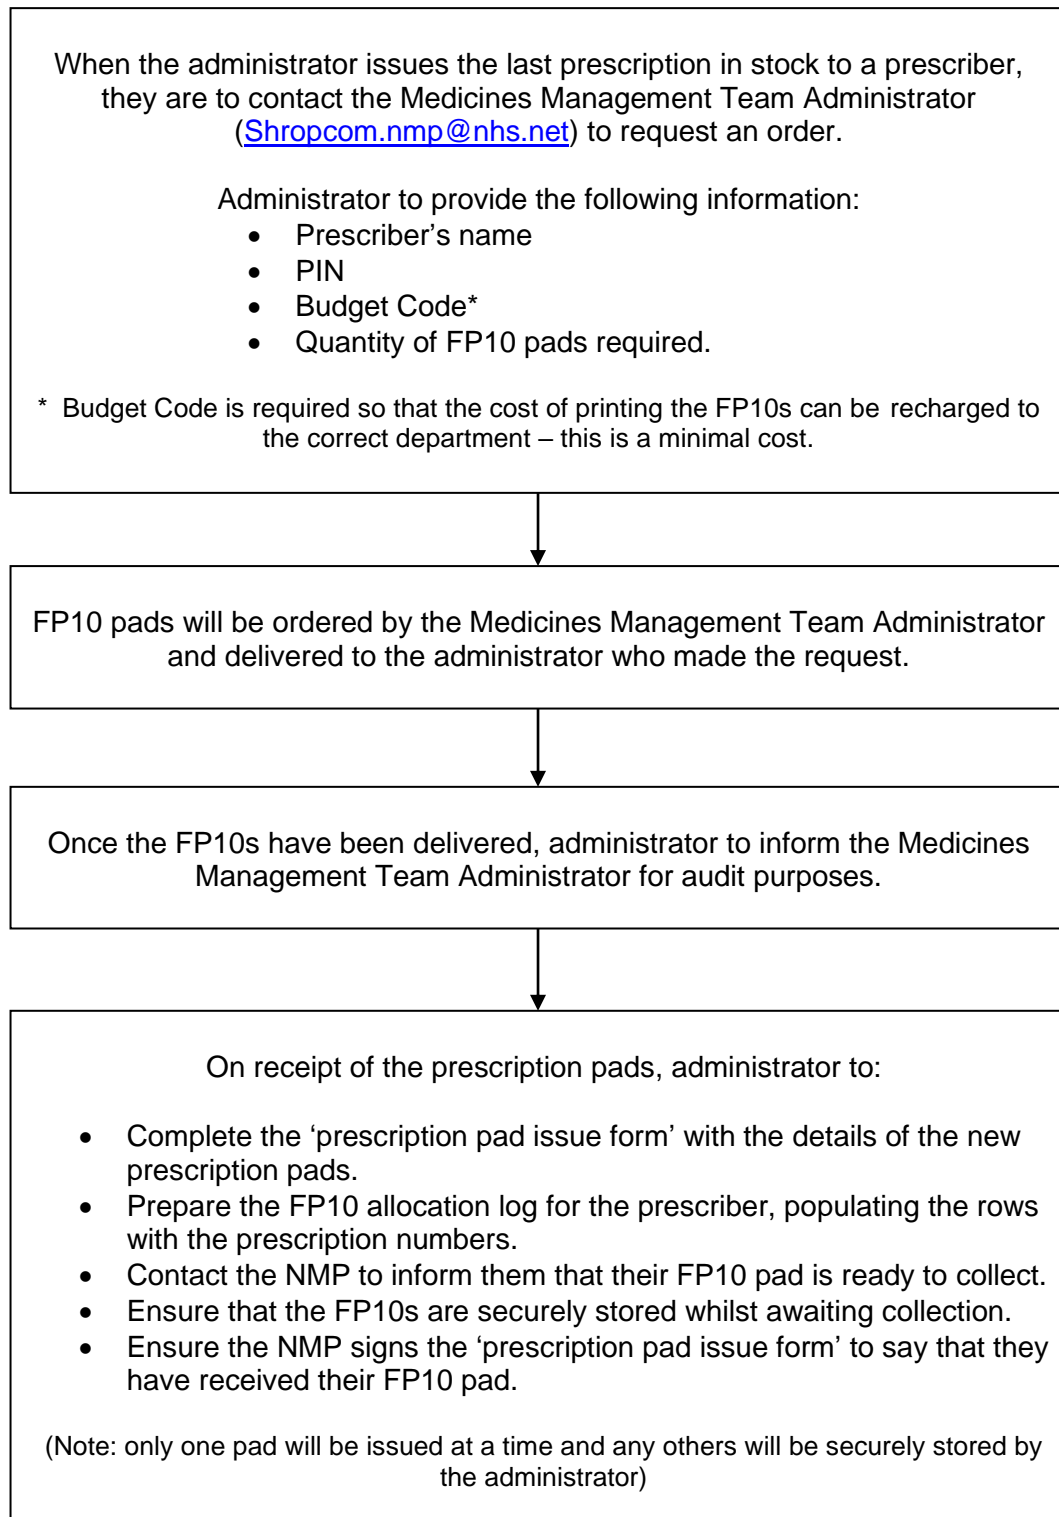 When the administrator issues the last prescription in stock to a prescriber,
they are to contact the Medicines Management Team Administrator
(Shropcom.nmp@nhs.net) to request an order.
Administrator to provide the following information:
• Prescriber’s name
• PIN
• Budget Code*
• Quantity of FP10 pads required.
* Budget Code is required so that the cost of printing the FP10s can be recharged to
the correct department – this is a minimal cost.
FP10 pads will be ordered by the Medicines Management Team Administrator
and delivered to the administrator who made the request.
Once the FP10s have been delivered, administrator to inform the Medicines
Management Team Administrator for audit purposes.
On receipt of the prescription pads, administrator to:
• Complete the ‘prescription pad issue form’ with the details of the new
prescription pads.
• Prepare the FP10 allocation log for the prescriber, populating the rows
with the prescription numbers.
• Contact the NMP to inform them that their FP10 pad is ready to collect.
• Ensure that the FP10s are securely stored whilst awaiting collection.
• Ensure the NMP signs the ‘prescription pad issue form’ to say that they
have received their FP10 pad.
(Note: only one pad will be issued at a time and any others will be securely stored by
the administrator)